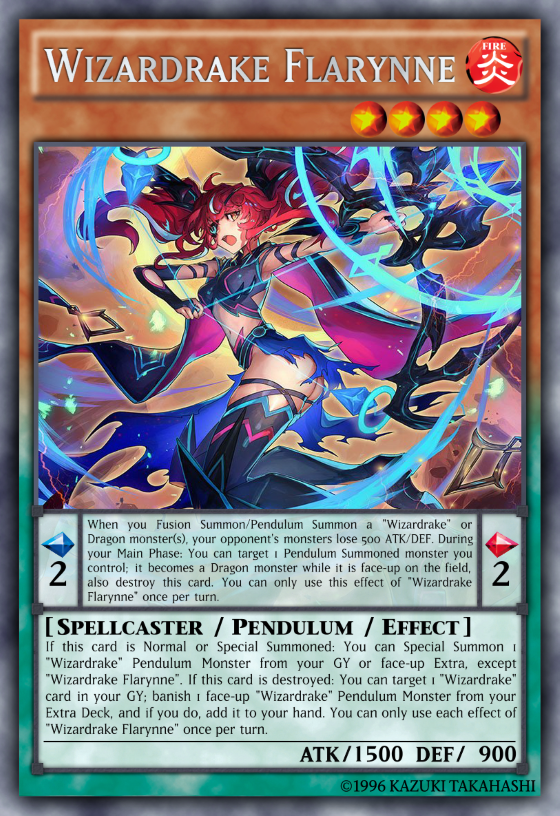 Wizardrake Flarynne
FIRE
炎
When you Fusion Summon/Pendulum Summon a "Wizardrake" or
Dragon monster(s), your opponent's monsters lose 500 ATK/DEF. During
your Main Phase: You can target 1 Pendulum Summoned monster you
control; it becomes a Dragon monster while it is face-up on the field,
also destroy this card. You can only use this effect of "Wizardrake
Flarynne" once per turn.
2
2
[ Spellcaster / Pendulum / Effect ]
If this card is Normal or Special Summoned: You can Special Summon 1
"Wizardrake" Pendulum Monster from your GY or face-up Extra, except
"Wizardrake Flarynne". If this card is destroyed: You can target 1 "Wizardrake"
card in your GY; banish 1 face-up "Wizardrake" Pendulum Monster from your
Extra Deck, and if you do, add it to your hand. You can only use each effect of
"Wizardrake Flarynne" once per turn.
ATK/1500 DEF/ 900
©1996 KAZUKI TAKAHASHI